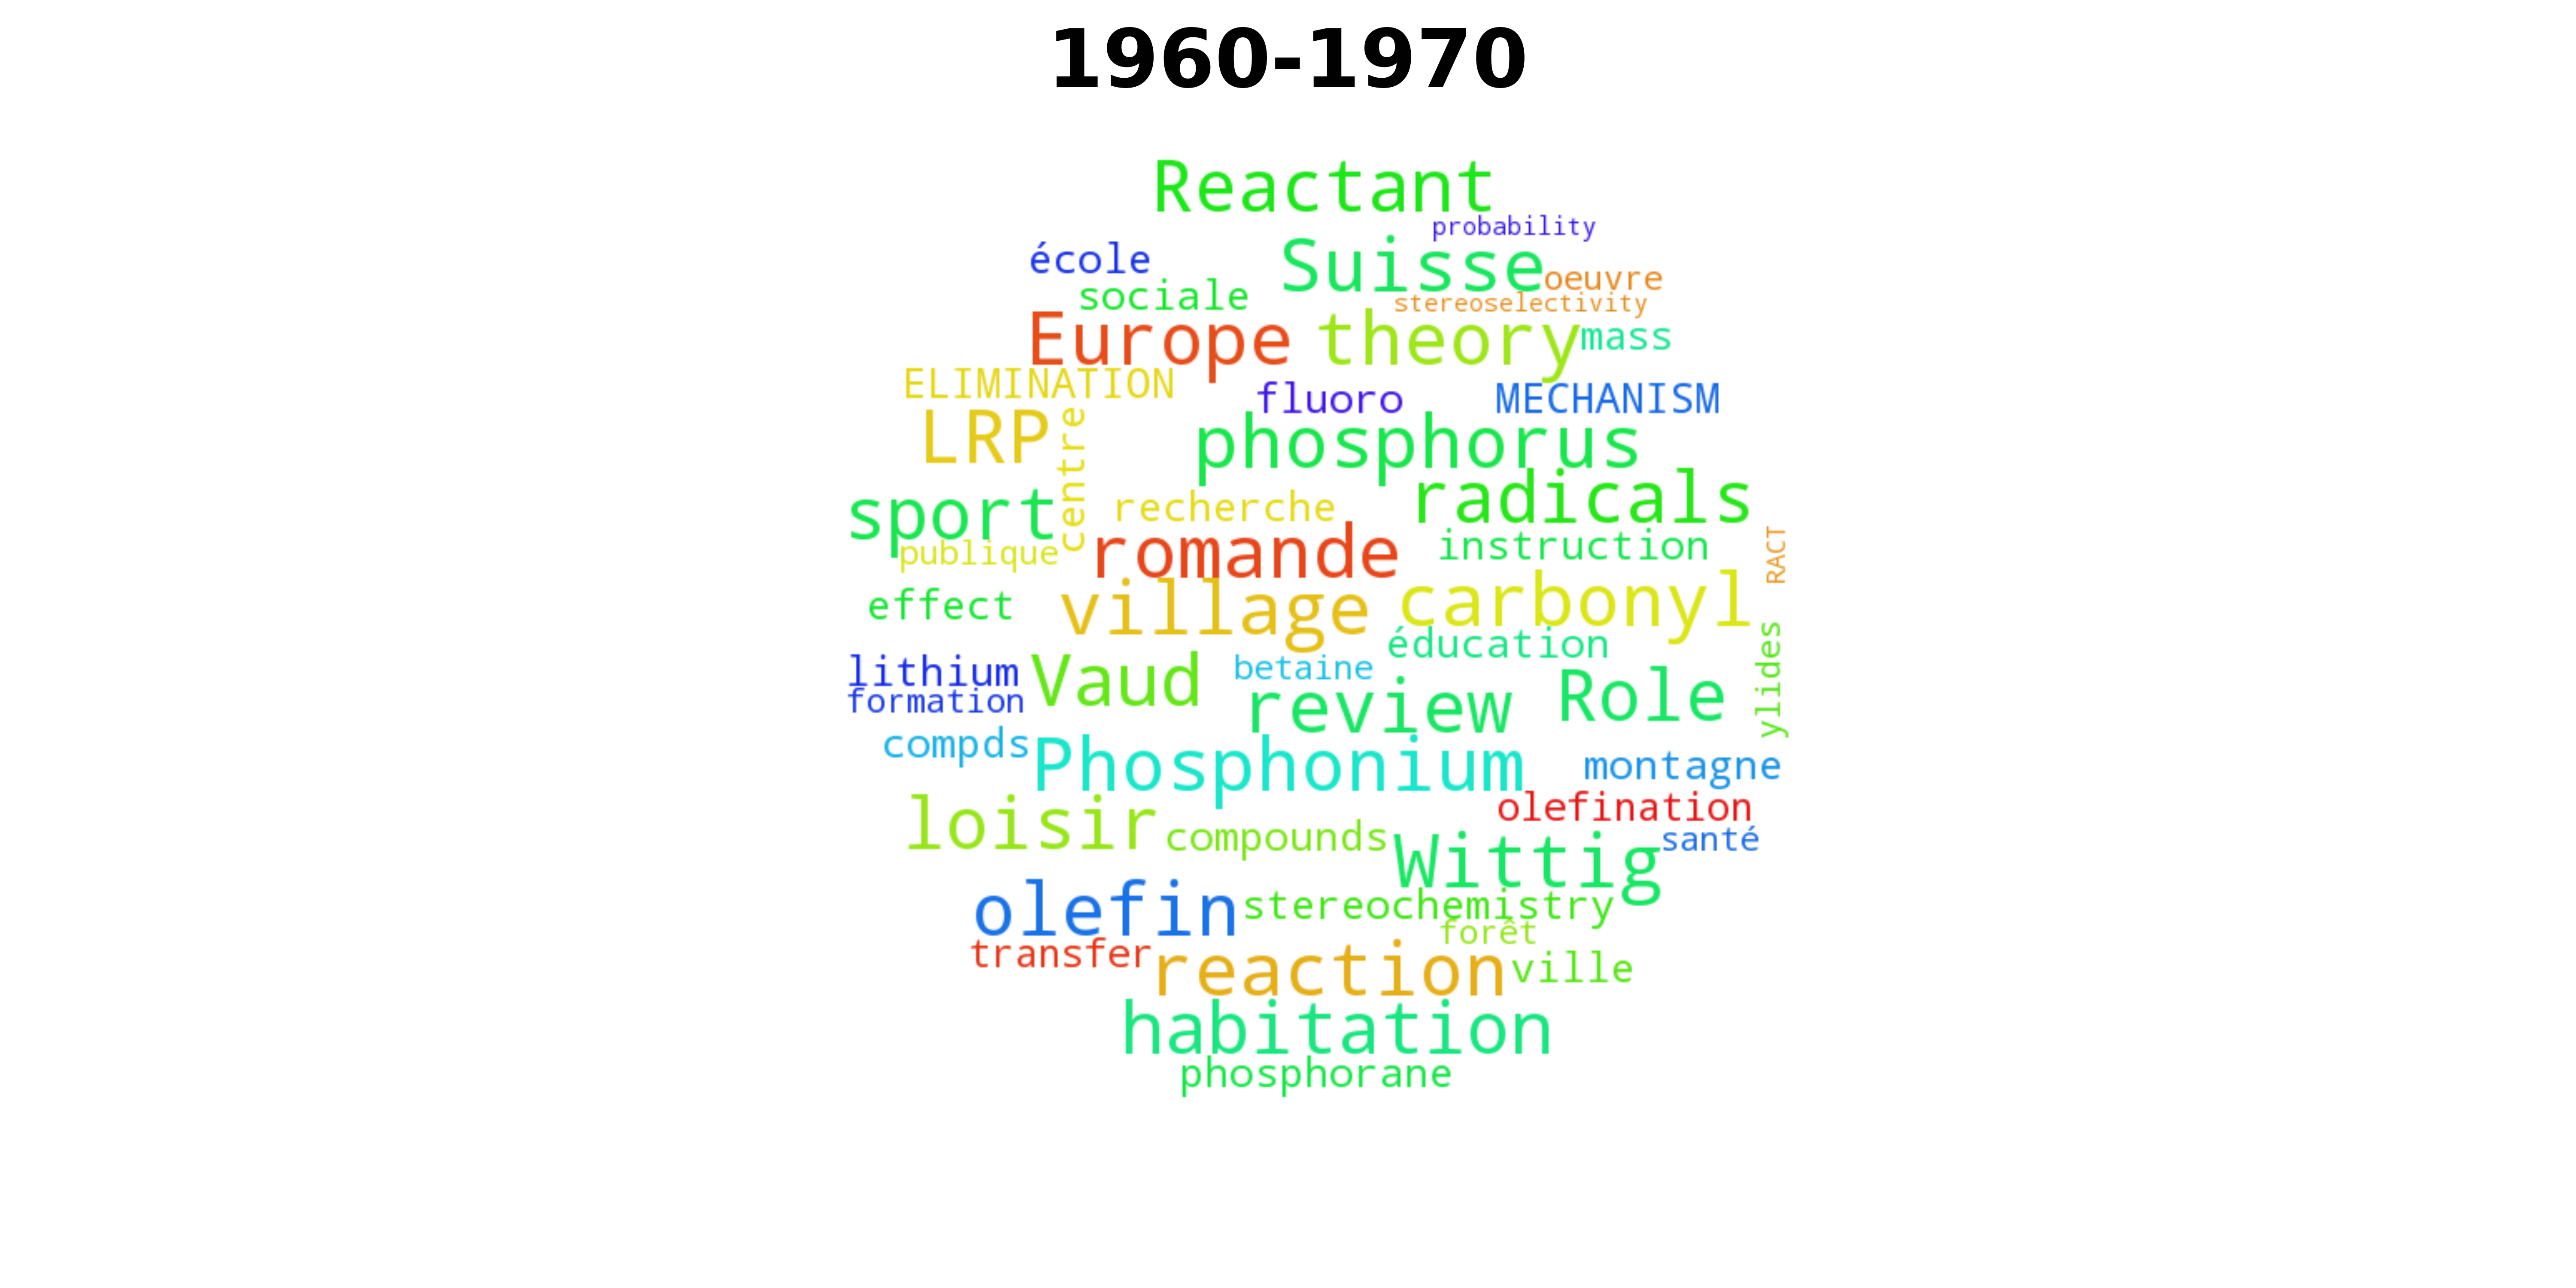 1960-1970
Reactant
probability
école
Suisse
oeuvre
sociale
stereoselectivity
Europe
theory
mass
ELIMINATION
fluoro
MECHANISM
LRP
centre
phosphorus
radicals
sport
recherche
publique
romande
instruction
RACT
effect
village
carbonyl
éducation
lithium
Vaud
betaine
ylides
formation
review
Role
compds
Phosphonium
montagne
olefination
loisir
compounds
Wittig
santé
olefin
stereochemistry
forêt
transfer
reaction
ville
habitation
phosphorane